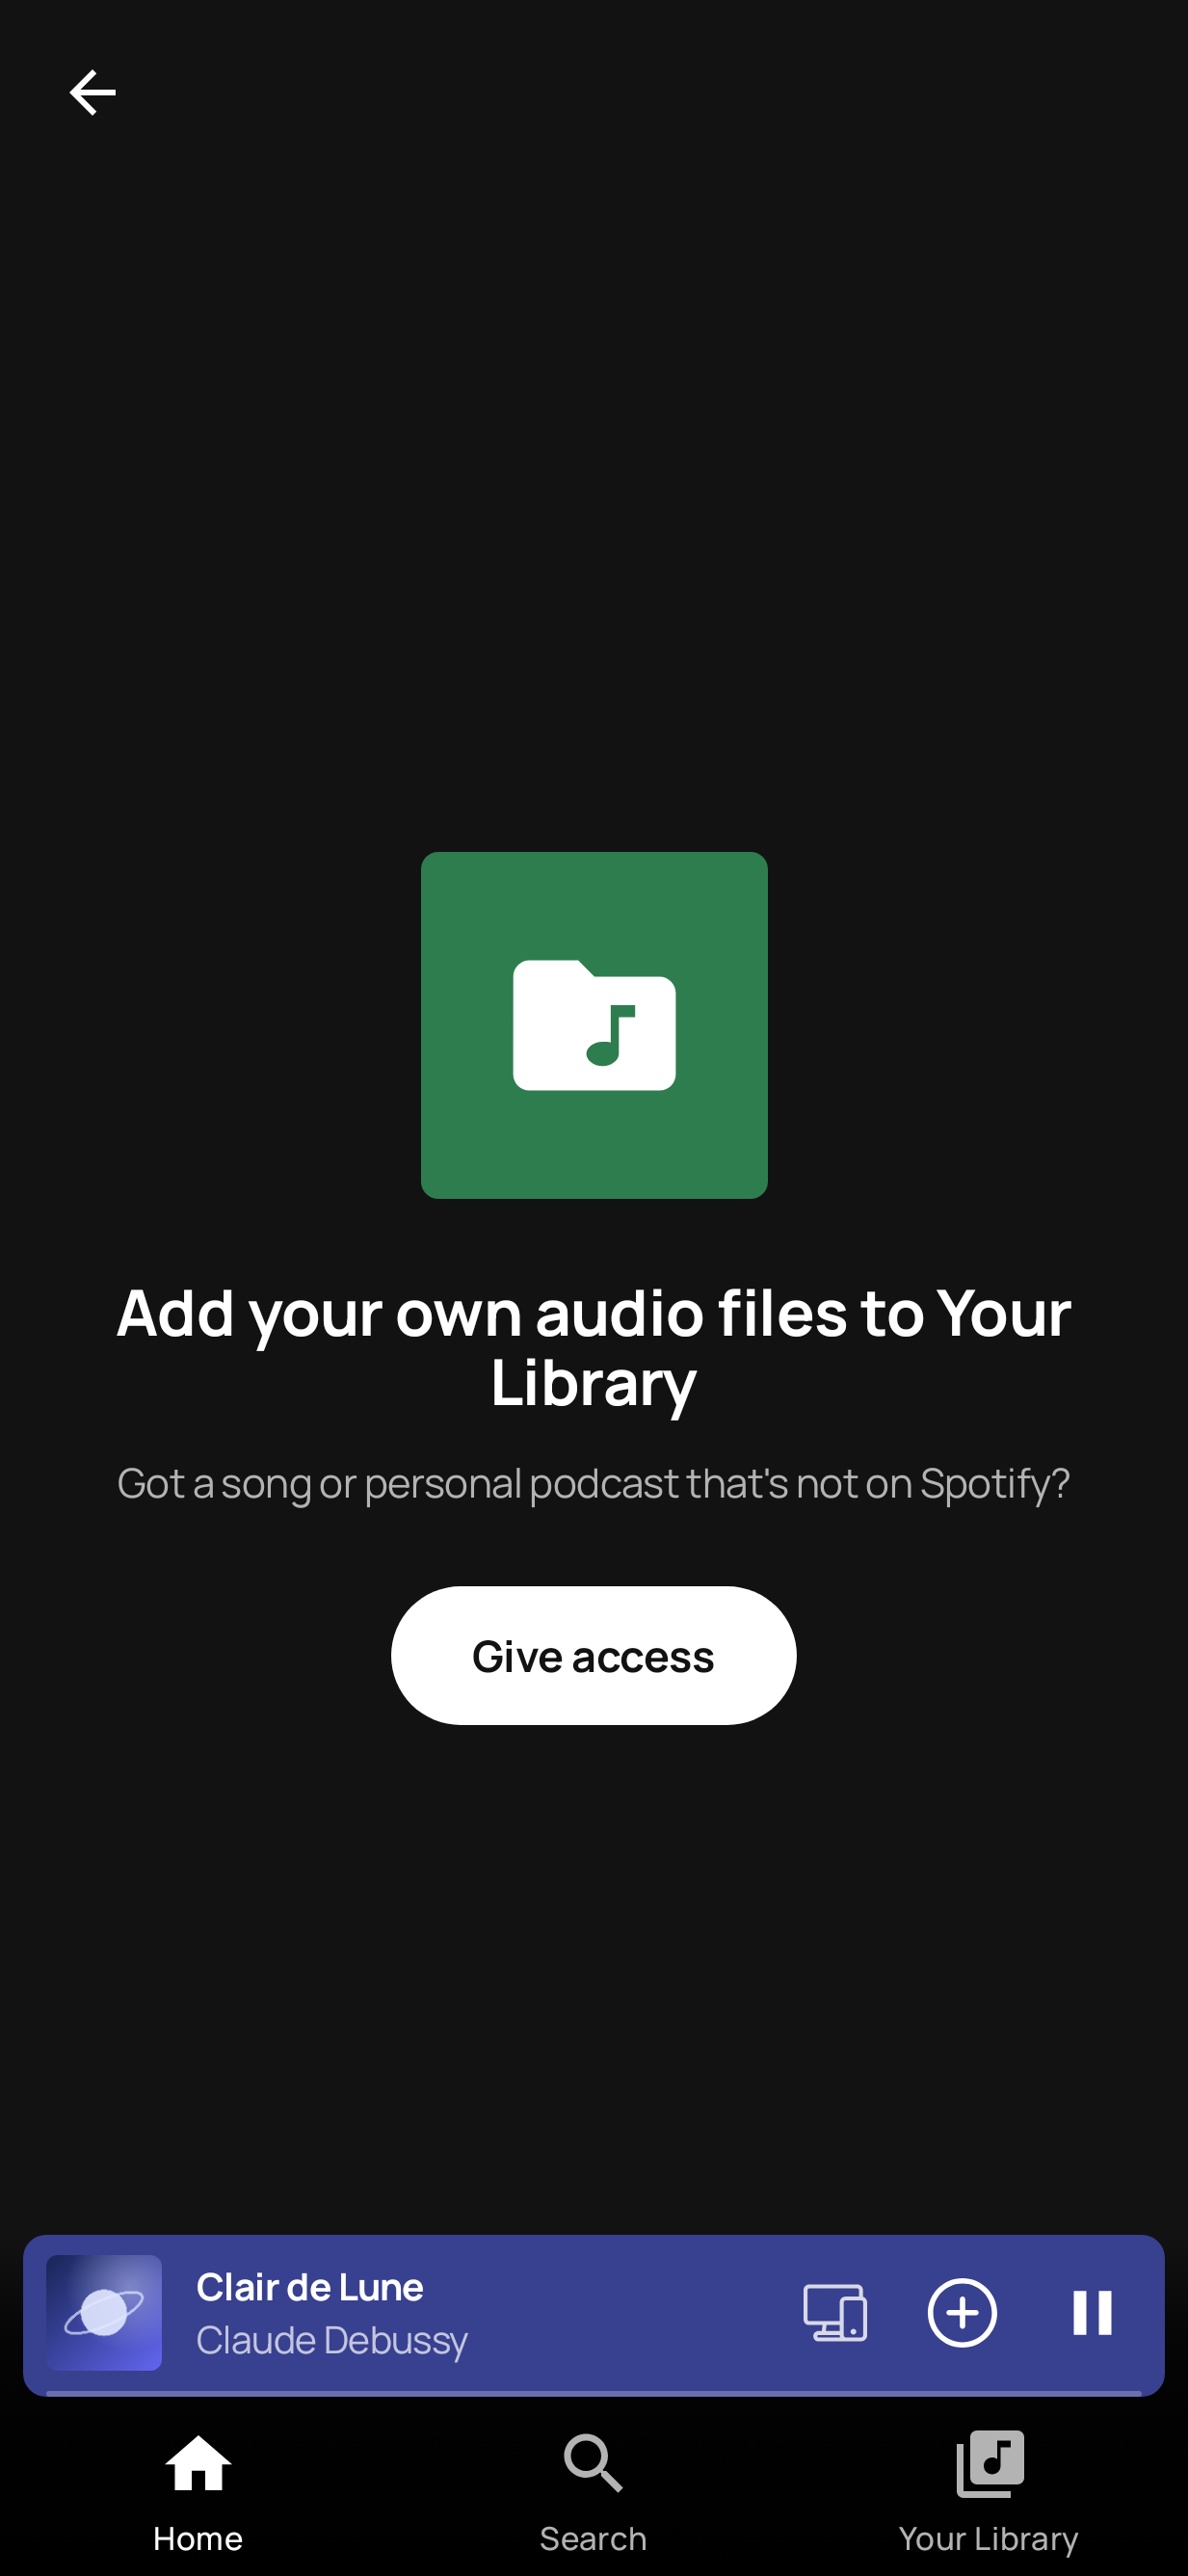 Add your own audio files to Your
Library
Got a song or personal podcast that's not on Spotify?
Give access
Clair de Lune
Claude Debussy
Home
Search
Your Library